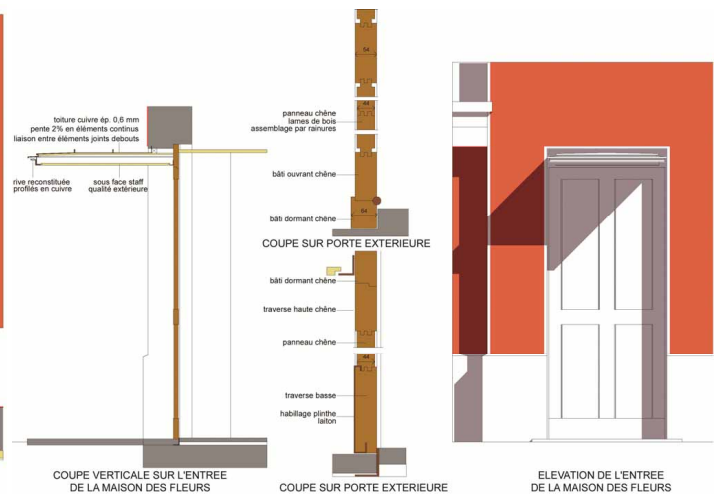 toiture cuivre ép. 0,6 mm
pente 2% en éléments continus
liaison entre éléments joints debouts
rive reconstituée
profilés en cuivre
sous face staff
qualité extérieure
COUPE VERTICALE SUR L'ENTREE
DE LA MAISON DES FLEURS
54
44
panneau chêne
lames de bois
assemblage par rainures
bâti ouvrant chêne
64
bâti dormant chêne
COUPE SUR PORTE EXTERIEURE
bâti dormant chêne
traverse haute chêne
panneau chêne
44
traverse basse
habillage plinthe
laiton
COUPE SUR PORTE EXTERIEURE
ELEVATION DE L'ENTREE
DE LA MAISON DES FLEURS